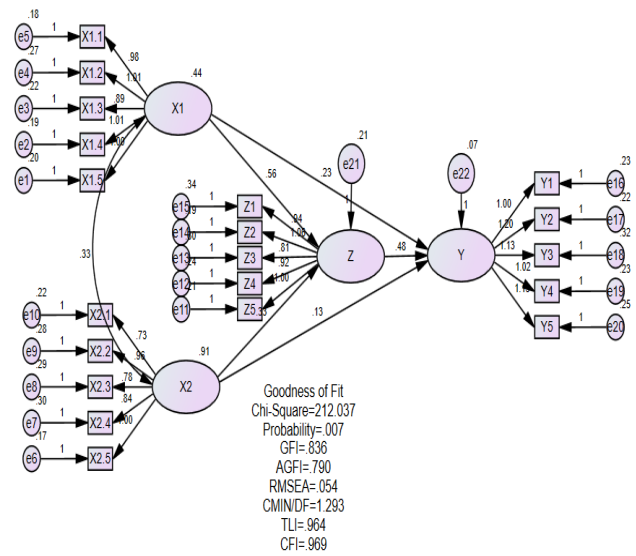 .18
e5 1 X1.1
.27
e4 1 X1.2
.22
e3 1 X1.3
.19
e2 1 X1.4
.20
e1 1 X1.5
.98
1.01
.89
1.01
.44
X1
.33
.56
.23
.34
e15 1 Z1
e14 1 Z2
e13 1 Z3
e12 1 Z4
e11 1 Z5
.94
.81
.92
1.00
.21
e21
1
Z
.48
.07
e22
1
Y
1.00
1.20
1.13
1.02
.23
Y1 1 e16
.22
Y2 1 e17
.32
Y3 1 e18
.23
Y4 1 e19
.25
Y5 1 e20
.22
e10 1 X2.1
.28
e9 1 X2.2
.29
e8 1 X2.3
.30
e7 1 X2.4
.17
e6 1 X2.5
.73
.96
.78
.84
1.00
.91
X2
.13
Goodness of Fit
Chi-Square=212.037
Probability=.007
GFI=.836
AGFI=.790
RMSEA=.054
CMIN/DF=1.293
TLI=.964
CFI=.969